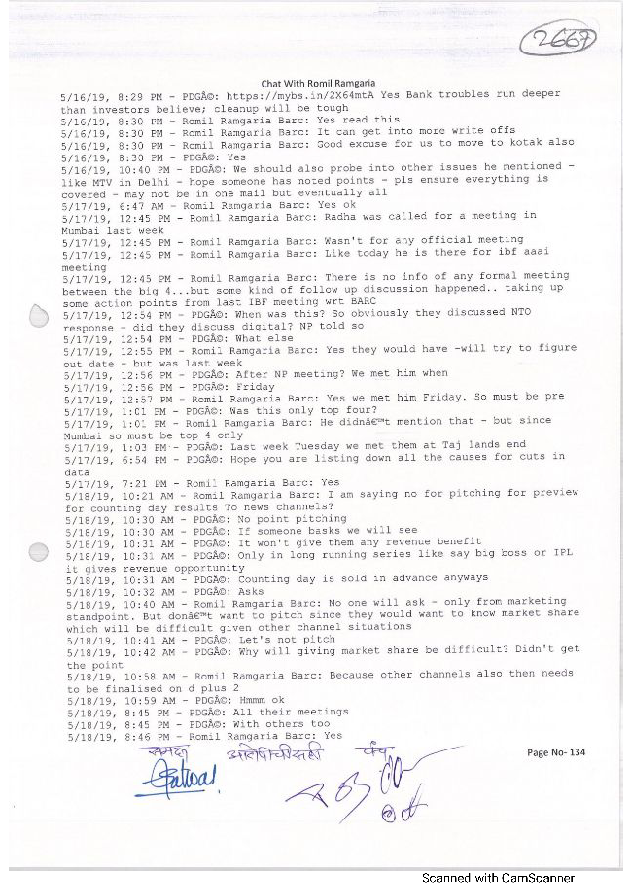 2667
Chat With Romil Ramgaria
5/16/19, 8:29 PM - PDGÂ©: https://mybs.in/2X64mtA Yes Bank troubles run deeper
than investors believe; cleanup will be tough
5/16/19, 8:30 PM - Romil Ramgaria Barc: Yes read this
5/16/19, 8:30 PM - Romil Ramgaria Barc: It can get into more write offs
5/16/19, 8:30 PM - Romil Ramgaria Barc: Good excuse for us to move to kotak also
5/16/19, 8:30 PM - PDGÂ©: Yes
5/16/19, 10:40 PM - PDGÂ©: We should also probe into other issues he mentioned -
like MTV in Delhi - hope someone has noted points - pls ensure everything is
covered - may not be in one mail but eventually all
5/17/19, 6:47 AM - Romil Ramgaria Barc: Yes ok
5/17/19, 12:45 PM - Romil Ramgaria Barc: Radha was called for a meeting in
Mumbai last week
5/17/19, 12:45 PM - Romil Ramgaria Barc: Wasn't for any official meeting
5/17/19, 12:45 PM - Romil Ramgaria Barc: Like today he is there for ibf aaai
meeting
5/17/19, 12:45 PM - Romil Ramgaria Barc: There is no info of any formal meeting
between the big 4...but some kind of follow up discussion happened.. taking up
some action points from last IBF meeting wrt BARC
5/17/19, 12:54 PM - PDGÂ©: When was this? So obviously they discussed NTO
response - did they discuss digital? NP told so
5/17/19, 12:54 PM - PDGÂ©: What else
5/17/19, 12:55 PM - Romil Ramgaria Barc: Yes they would have -will try to figure
out date - but was last week
5/17/19, 12:56 PM - PDGÂ©: After NP meeting? We met him when
5/17/19, 12:56 PM - PDGÂ©: Friday
5/17/19, 12:57 PM - Romil Ramgaria Barc: Yes we met him Friday. So must be pre
5/17/19, 1:01 PM - PDGÂ©: Was this only top four?
5/17/19, 1:01 PM - Romil Ramgaria Barc: He didnâ€™t mention that - but since
Mumbai so must be top 4 only
5/17/19, 1:03 PM - PDGÂ©: Last week Tuesday we met them at Taj lands end
5/17/19, 6:54 PM - PDGÂ©: Hope you are listing down all the causes for cuts in
data
5/17/19, 7:21 PM - Romil Ramgaria Barc: Yes
5/18/19, 10:21 AM - Romil Ramgaria Barc: I am saying no for pitching for preview
for counting day results To news channels?
5/18/19, 10:30 AM - PDGÂ©: No point pitching
5/18/19, 10:30 AM - PDGÂ©: If someone basks we will see
5/18/19, 10:31 AM - PDGÂ©: It won't give them any revenue benefit
5/18/19, 10:31 AM - PDGÂ©: Only in long running series like say big boss or IPL
it gives revenue opportunity
5/18/19, 10:31 AM - PDGÂ©: Counting day is sold in advance anyways
5/18/19, 10:32 AM - PDGÂ©: Asks
5/18/19, 10:40 AM - Romil Ramgaria Barc: No one will ask - only from marketing
standpoint. But donâ€™t want to pitch since they would want to know market share
which will be difficult given other channel situations
5/18/19, 10:41 AM - PDGÂ©: Let's not pitch
5/18/19, 10:42 AM - PDGÂ©: Why will giving market share be difficult? Didn't get
the point
5/18/19, 10:58 AM - Romil Ramgaria Barc: Because other channels also then needs
to be finalised on d plus 2
5/18/19, 10:59 AM - PDGÂ©: Hmmm ok
5/18/19, 8:45 PM - PDGÂ©: All their meetings
5/18/19, 8:45 PM - PDGÂ©: With others too
5/18/19, 8:46 PM - Romil Ramgaria Barc: Yes
समक्ष
पंच
Page No- 134
Scanned with CamScanner